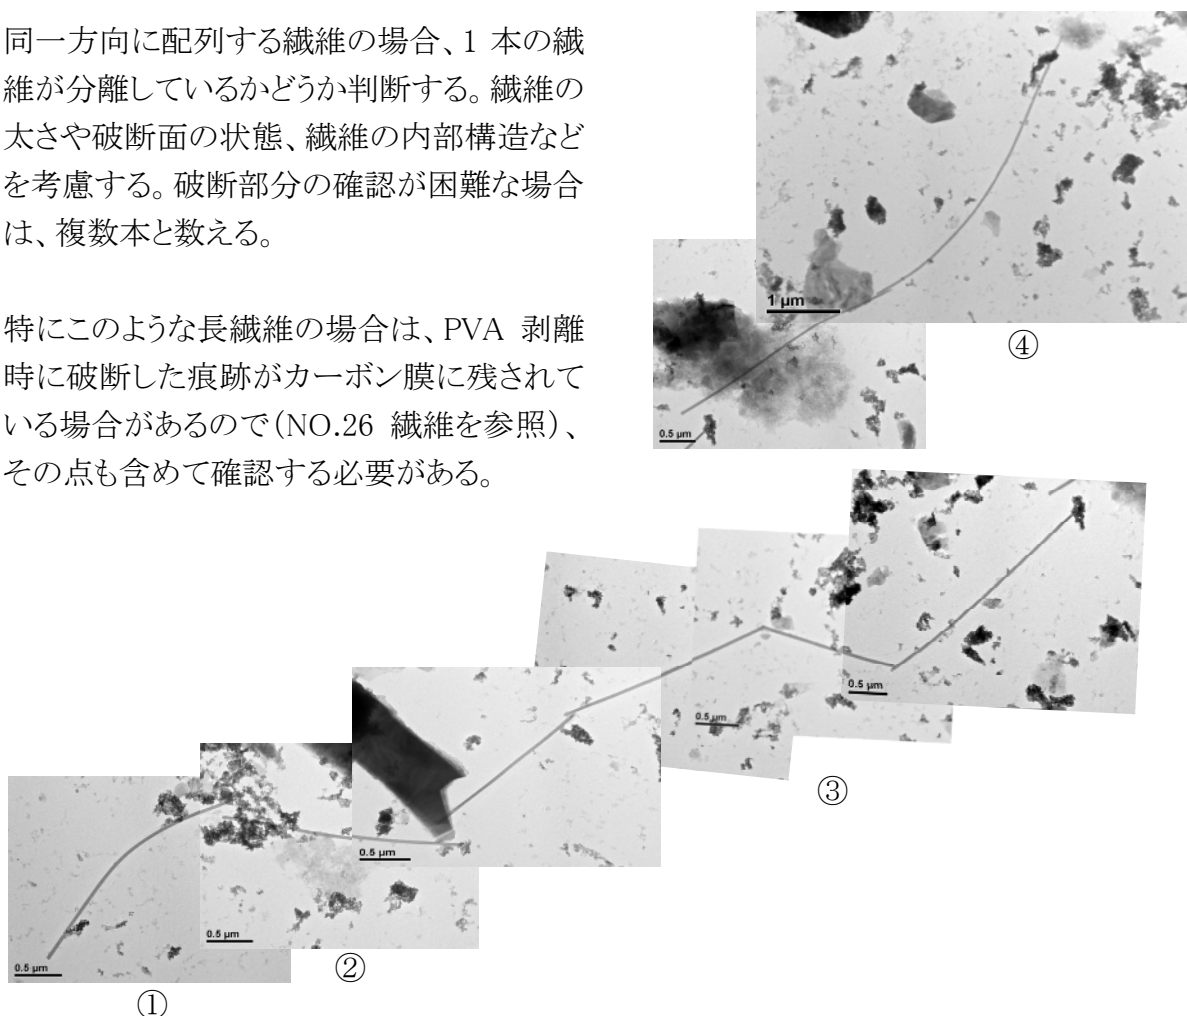 同一方向に配列する繊維の場合、1 本の繊
維が分離しているかどうか判断する。繊維の
太さや破断面の状態、繊維の内部構造など
を考慮する。破断部分の確認が困難な場合
は、複数本と数える。
特にこのような長繊維の場合は、PVA 剥離
時に破断した痕跡がカーボン膜に残されて
いる場合があるので(NO.26 繊維を参照)、
その点も含めて確認する必要がある。
1 μm
④
0.5 μm
0.5 μm
0.5 μm
③
0.5 μm
0.5 μm
②
0.5 μm
①